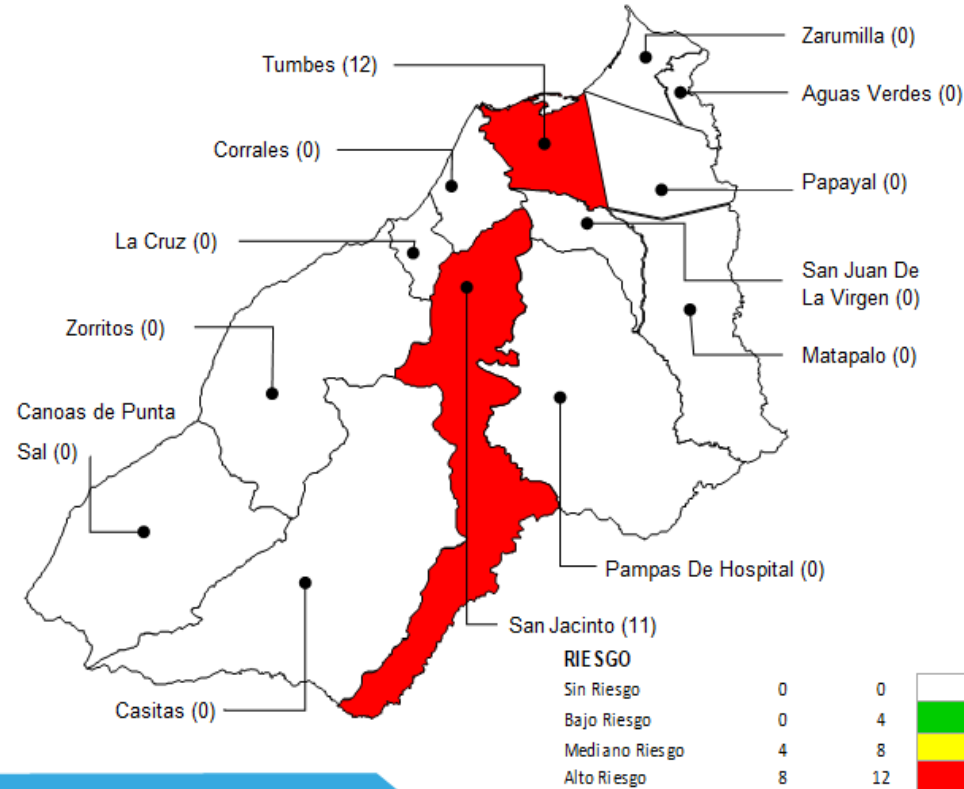 Zarumilla (0)
Tumbes (12)
Aguas Verdes (0)
Corrales (0)
Papayal (0)
La Cruz (0)
San Juan De
La Virgen (0)
Zorritos (0)
Matapalo (0)
Canoas de Punta
Sal (0)
Pampas De Hospital (0)
San Jacinto (11)
Casitas (0)
RIESGO
Sin Riesgo 0 0
Bajo Riesgo 0 4
Mediano Riesgo 4 8
Alto Riesgo 8 12